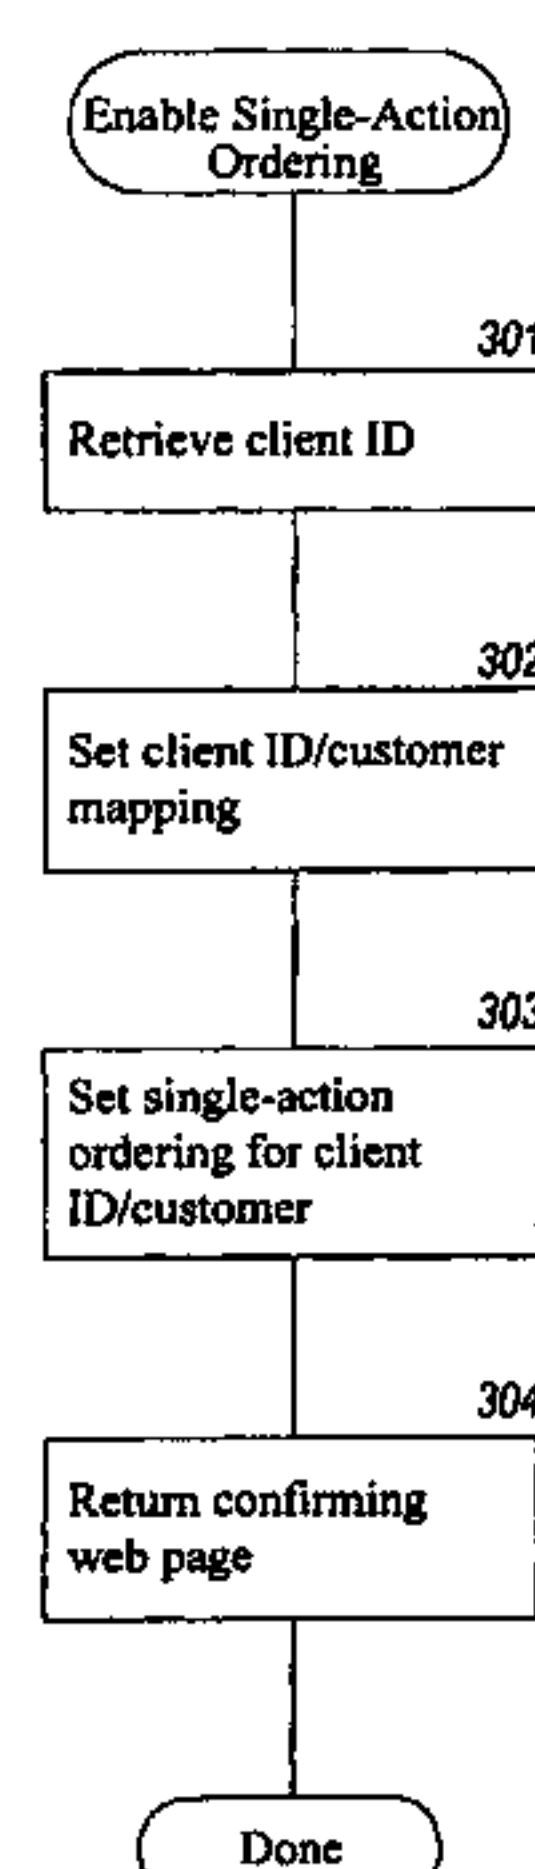 Enable Single-Action
Ordering
301
Retrieve client ID
302
Set client ID/customer
mapping
303
Set single-action
ordering for client
ID/customer
304
Return confirming
web page
Done